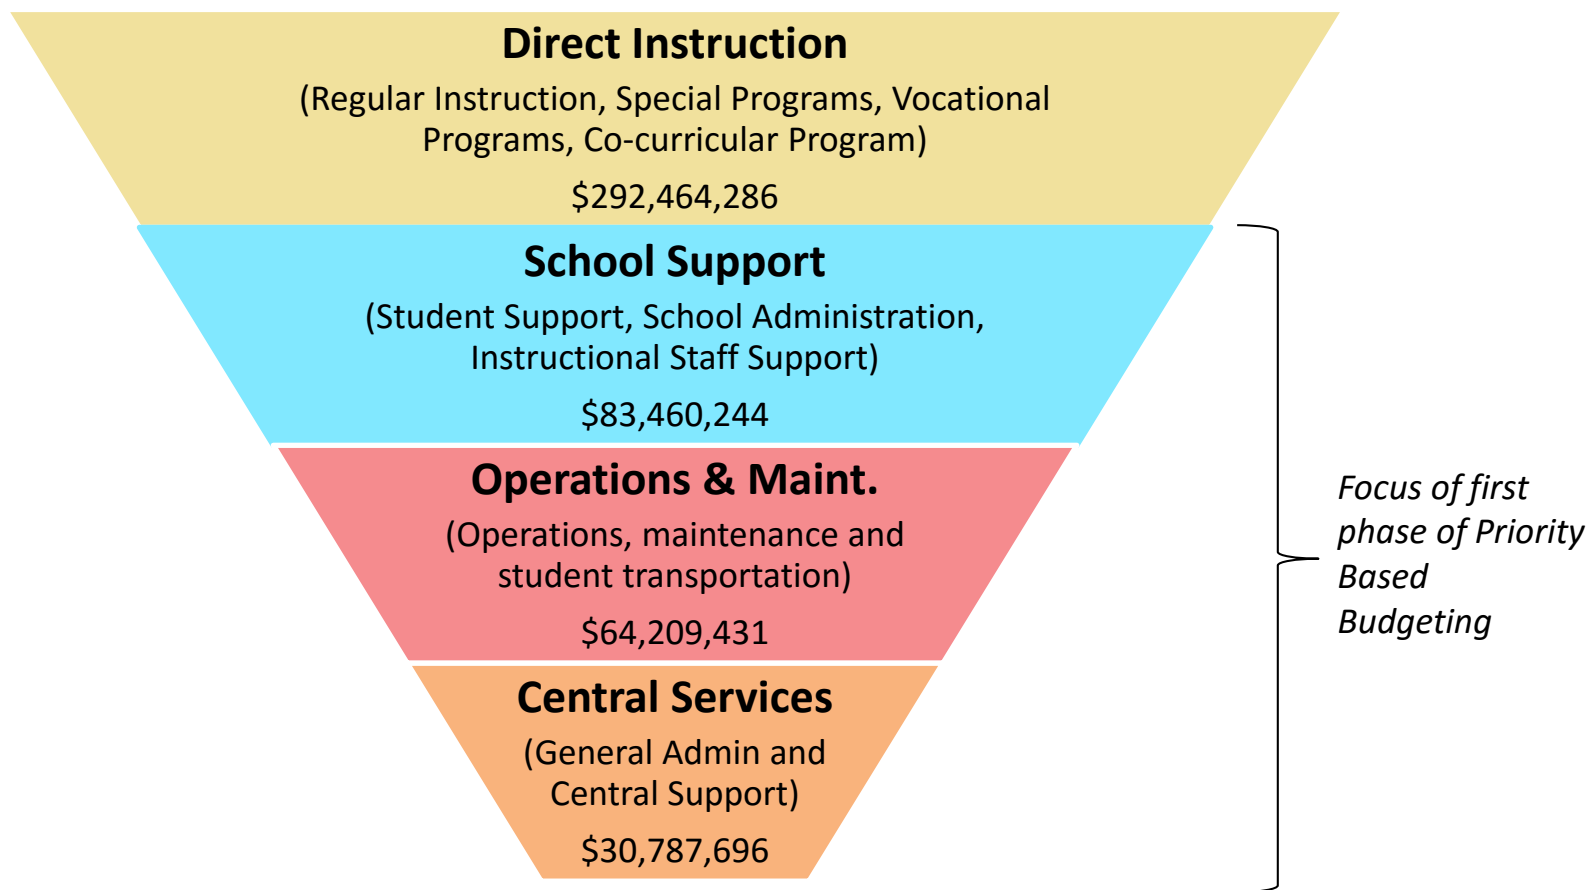 Direct Instruction
(Regular Instruction, Special Programs, Vocational
Programs, Co-curricular Program)
$292,464,286
School Support
(Student Support, School Administration,
Instructional Staff Support)
$83,460,244
Operations & Maint.
(Operations, maintenance and
student transportation)
$64,209,431
Central Services
(General Admin and
Central Support)
$30,787,696
Focus of first
phase of Priority
Based
Budgeting